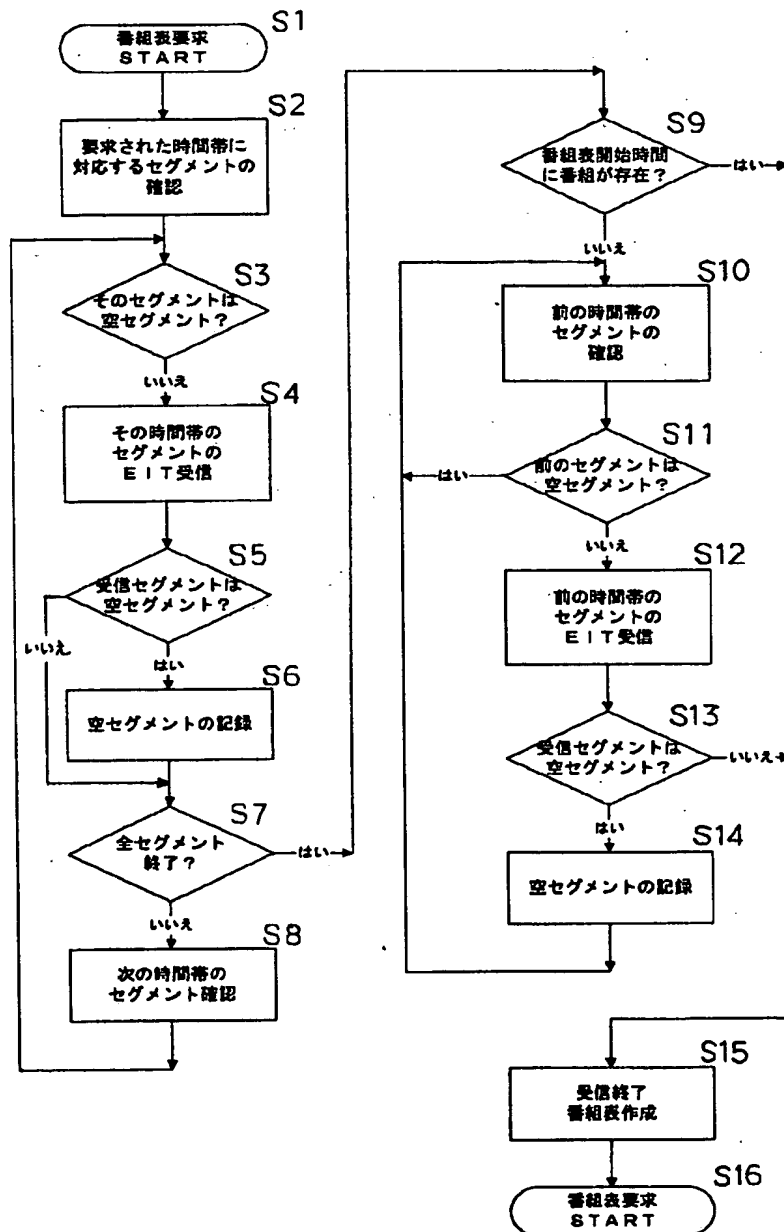 S1
番組表要求
START
S2
要求された時間帯に
対応するセグメントの
確認
S3
そのセグメントは
空セグメント？
いいえ
S4
その時間帯の
セグメントの
EIT受信
S5
受信セグメントは
空セグメント？
いいえ
はい
S6
空セグメントの記録
S7
全セグメント
終了？
はい
いいえ
S8
次の時間帯の
セグメント確認
S9
番組表開始時間
に番組が存在？
はい
いいえ
S10
前の時間帯の
セグメントの
確認
S11
前のセグメントは
空セグメント？
はい
いいえ
S12
前の時間帯の
セグメントの
EIT受信
S13
受信セグメントは
空セグメント？
いいえ
はい
S14
空セグメントの記録
S15
受信終了
番組表作成
S16
番組表要求
START